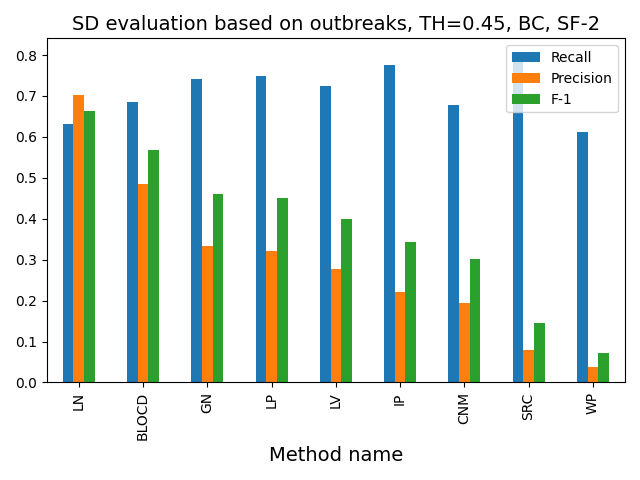 SD evaluation based on outbreaks, TH=0.45, BC, SF-2
Recall
Precision
F-1
0.8
0.7
0.6
0.5
0.4
0.3
0.2
0.1
0.0
LN
BLOCD
GN
LP
LV
IP
CNM
SRC
WP
Method name